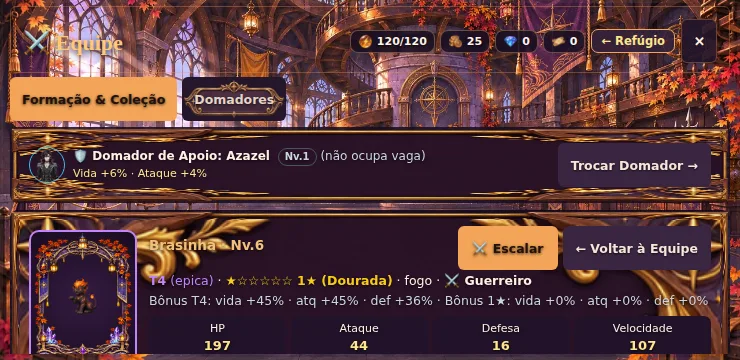 ⚔️ Equipe
120/120 25 0 0 ← Refúgio ×
Formação & Coleção Domadores
🛡️ Domador de Apoio: Azazel Nv.1 (não ocupa vaga)
Vida +6% · Ataque +4%
Trocar Domador →
Brasinha · Nv.6
⚔️ Escalar ← Voltar à Equipe
T4 (epica) · ★☆☆☆☆☆ 1★ (Dourada) · fogo · ⚔️ Guerreiro
Bônus T4: vida +45% · atq +45% · def +36% · Bônus 1★: vida +0% · atq +0% · def +0%
HP Ataque Defesa Velocidade
197 44 16 107